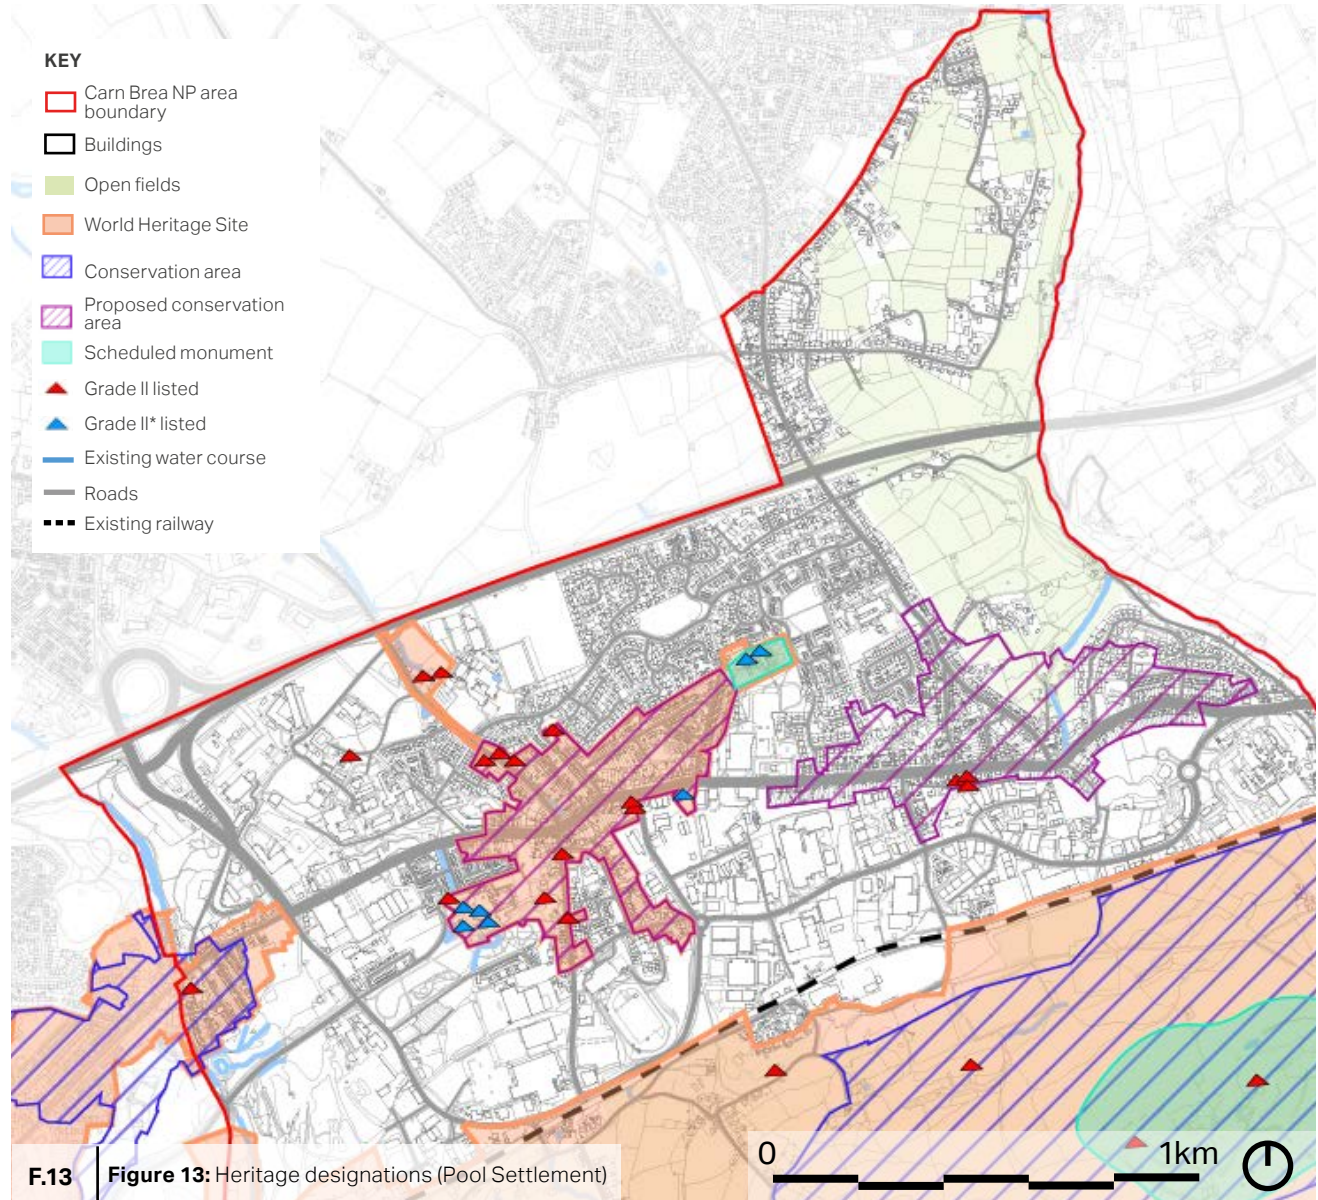 KEY
Carn Brea NP area
boundary
Buildings
Open fields
World Heritage Site
Conservation area
Proposed conservation
area
Scheduled monument
Grade II listed
Grade II* listed
Existing water course
Roads
Existing railway
F.13
Figure 13: Heritage designations (Pool Settlement)
0
1km